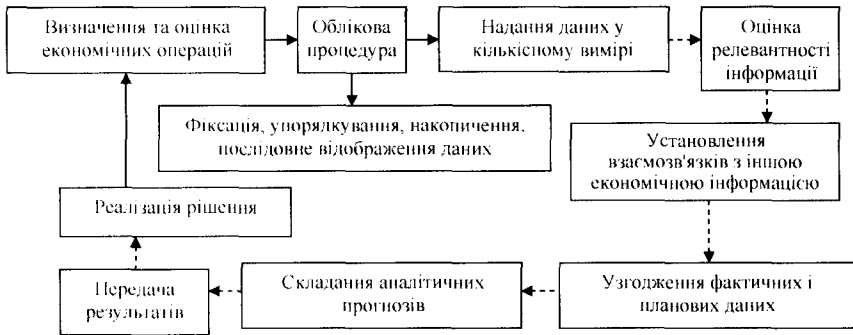 Визначення та оцінка
економічних операцій
Облікова
процедура
Надання даних у
кількісному вимірі
Оцінка
релевантності
інформації
Фіксація, упорядкування, накопичення,
послідовне відображення даних
Установлення
взаємозв'язків з іншою
економічною інформацією
Реалізація рішення
Передача
результатів
Складання аналітичних
прогнозів
Узгодження фактичних і
планових даних